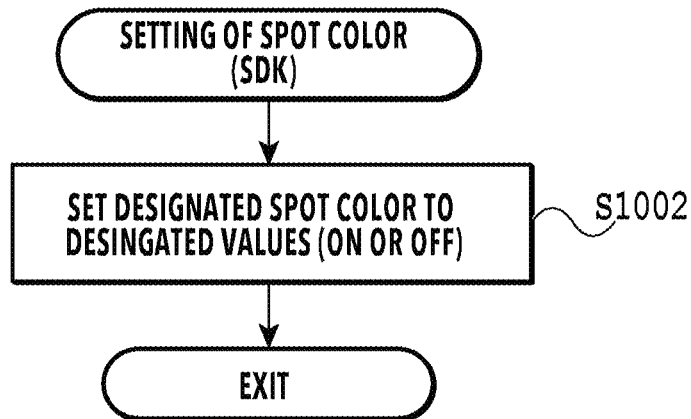 SETTING OF SPOT COLOR
(SDK)
SET DESIGNATED SPOT COLOR TO
DESINGATED VALUES (ON OR OFF)
S1002
EXIT